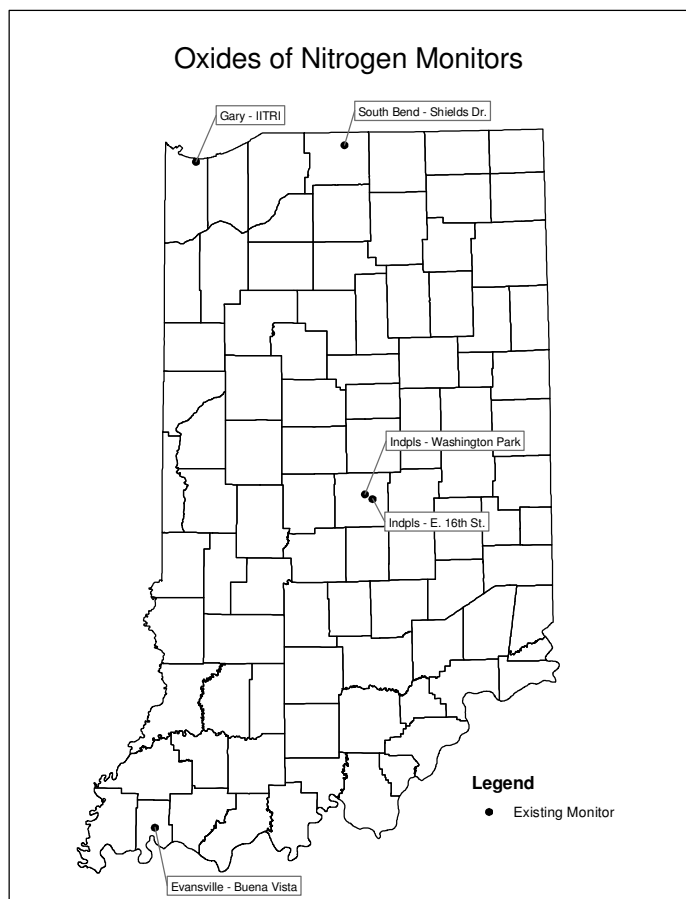 Oxides of Nitrogen Monitors
Gary - IITRI
South Bend - Shields Dr.
Indpls - Washington Park
Indpls - E. 16th St.
Legend
Existing Monitor
Evansville - Buena Vista